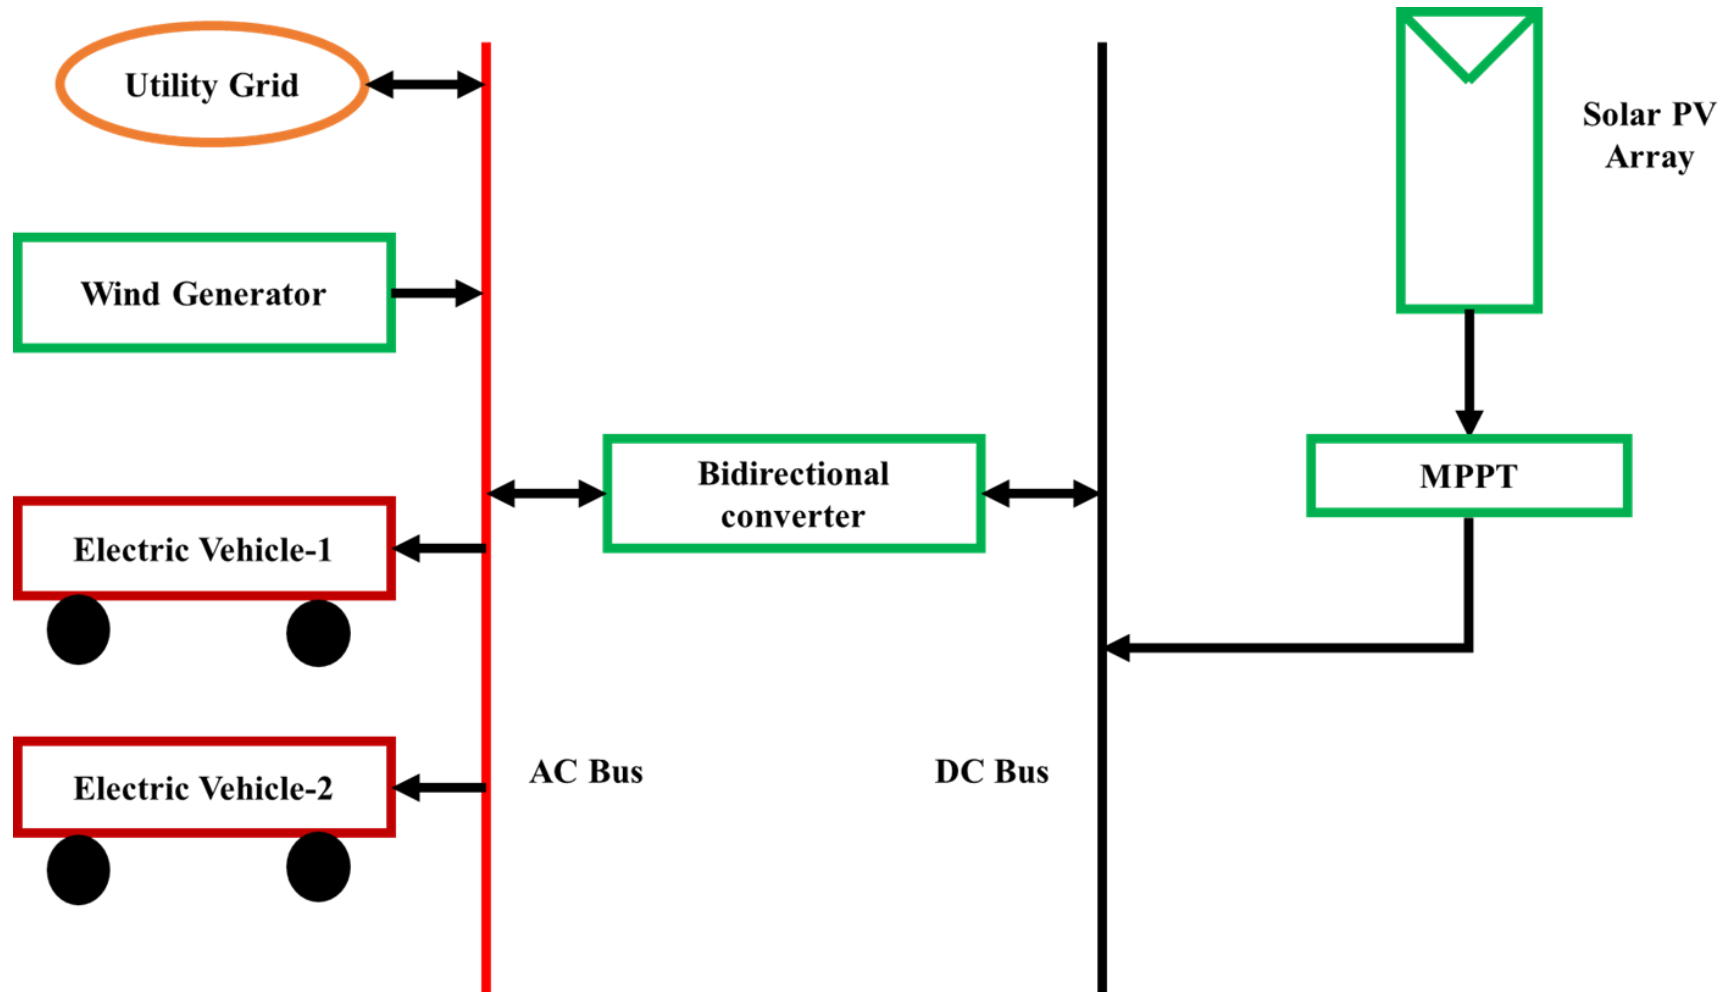 Utility Grid
Solar PV
Array
Wind Generator
Bidirectional
converter
MPPT
Electric Vehicle-1
Electric Vehicle-2
AC Bus
DC Bus